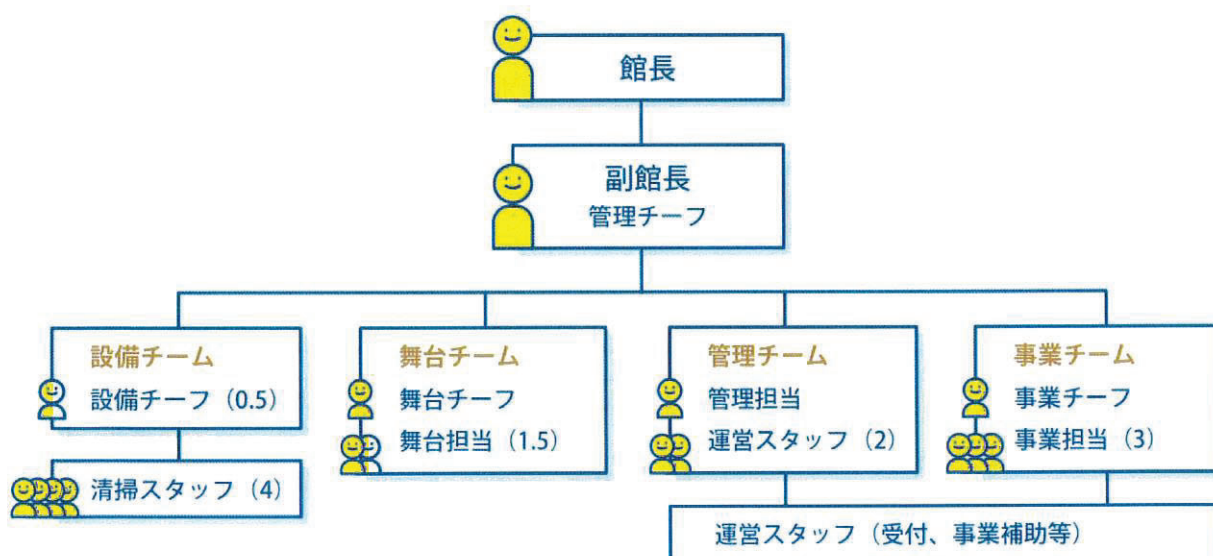 館長
副館長
管理チーフ
設備チーム
設備チーフ（0.5）
清掃スタッフ（4）
舞台チーム
舞台チーフ
舞台担当（1.5）
管理チーム
管理担当
運営スタッフ（2）
事業チーム
事業チーフ
事業担当（3）
運営スタッフ（受付、事業補助等）